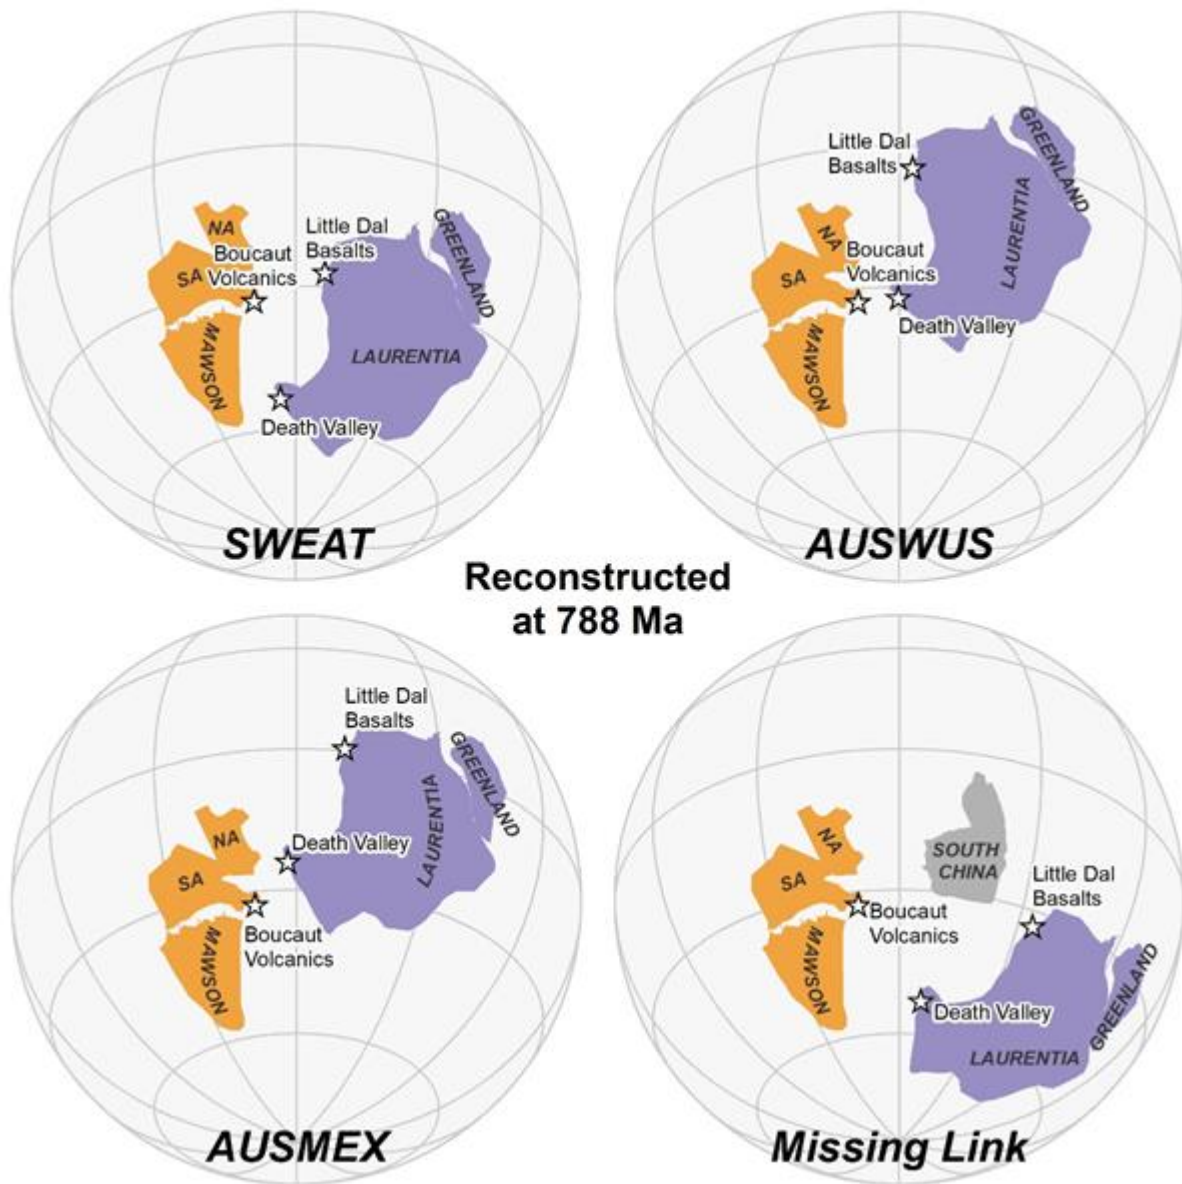 NA
SA
MAWSON
Boucaut
Volcanics
Little Dal
Basalts
GREENLAND
LAURENTIA
Death Valley
SWEAT
Little Dal
Basalts
GREENLAND
LAURENTIA
NA
SA
MAWSON
Boucaut
Volcanics
Death Valley
AUSWUS
Reconstructed
at 788 Ma
Little Dal
Basalts
GREENLAND
LAURENTIA
NA
SA
MAWSON
Death Valley
Boucaut
Volcanics
AUSMEX
NA
SA
MAWSON
SOUTH
CHINA
Little Dal
Basalts
Boucaut
Volcanics
Death Valley
LAURENTIA
GREENLAND
Missing Link